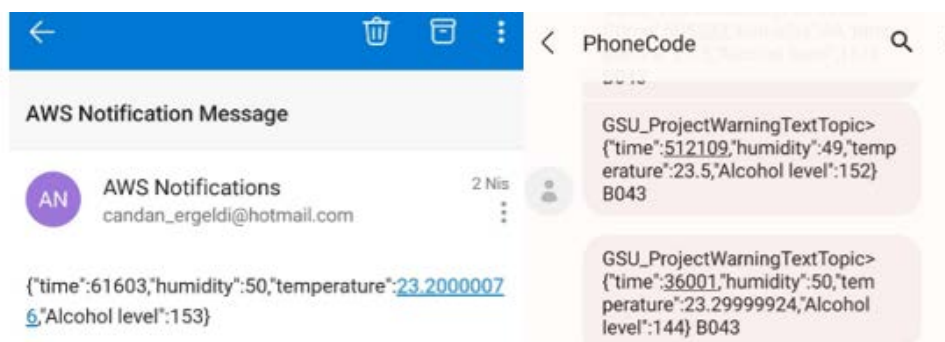 AWS Notification Message
AN
AWS Notifications
2 Nis
candan_ergeldi@hotmail.com
{"time":61603,"humidity":50,"temperature":23.2000007
6,"Alcohol level":153}
PhoneCode
GSU_ProjectWarningTextTopic>
{"time":512109,"humidity":49,"temp
erature":23.5,"Alcohol level":152}
B043
GSU_ProjectWarningTextTopic>
{"time":36001,"humidity":50,"tem
perature":23.29999924,"Alcohol
level":144} B043